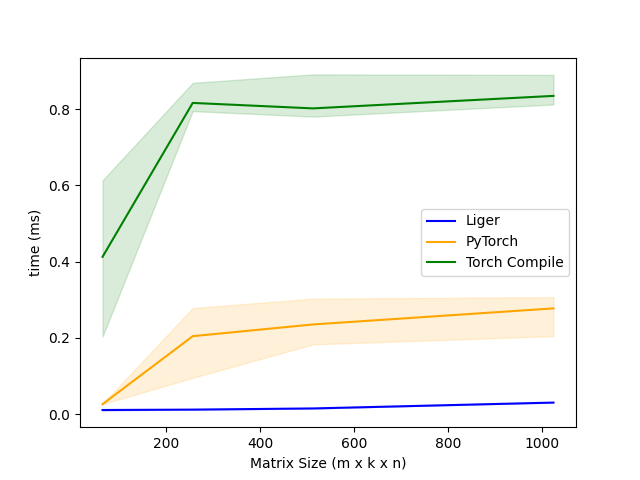 0.8
0.6
0.4
0.2
0.0
time (ms)
Liger
PyTorch
Torch Compile
200 400 600 800 1000
Matrix Size (m x k x n)